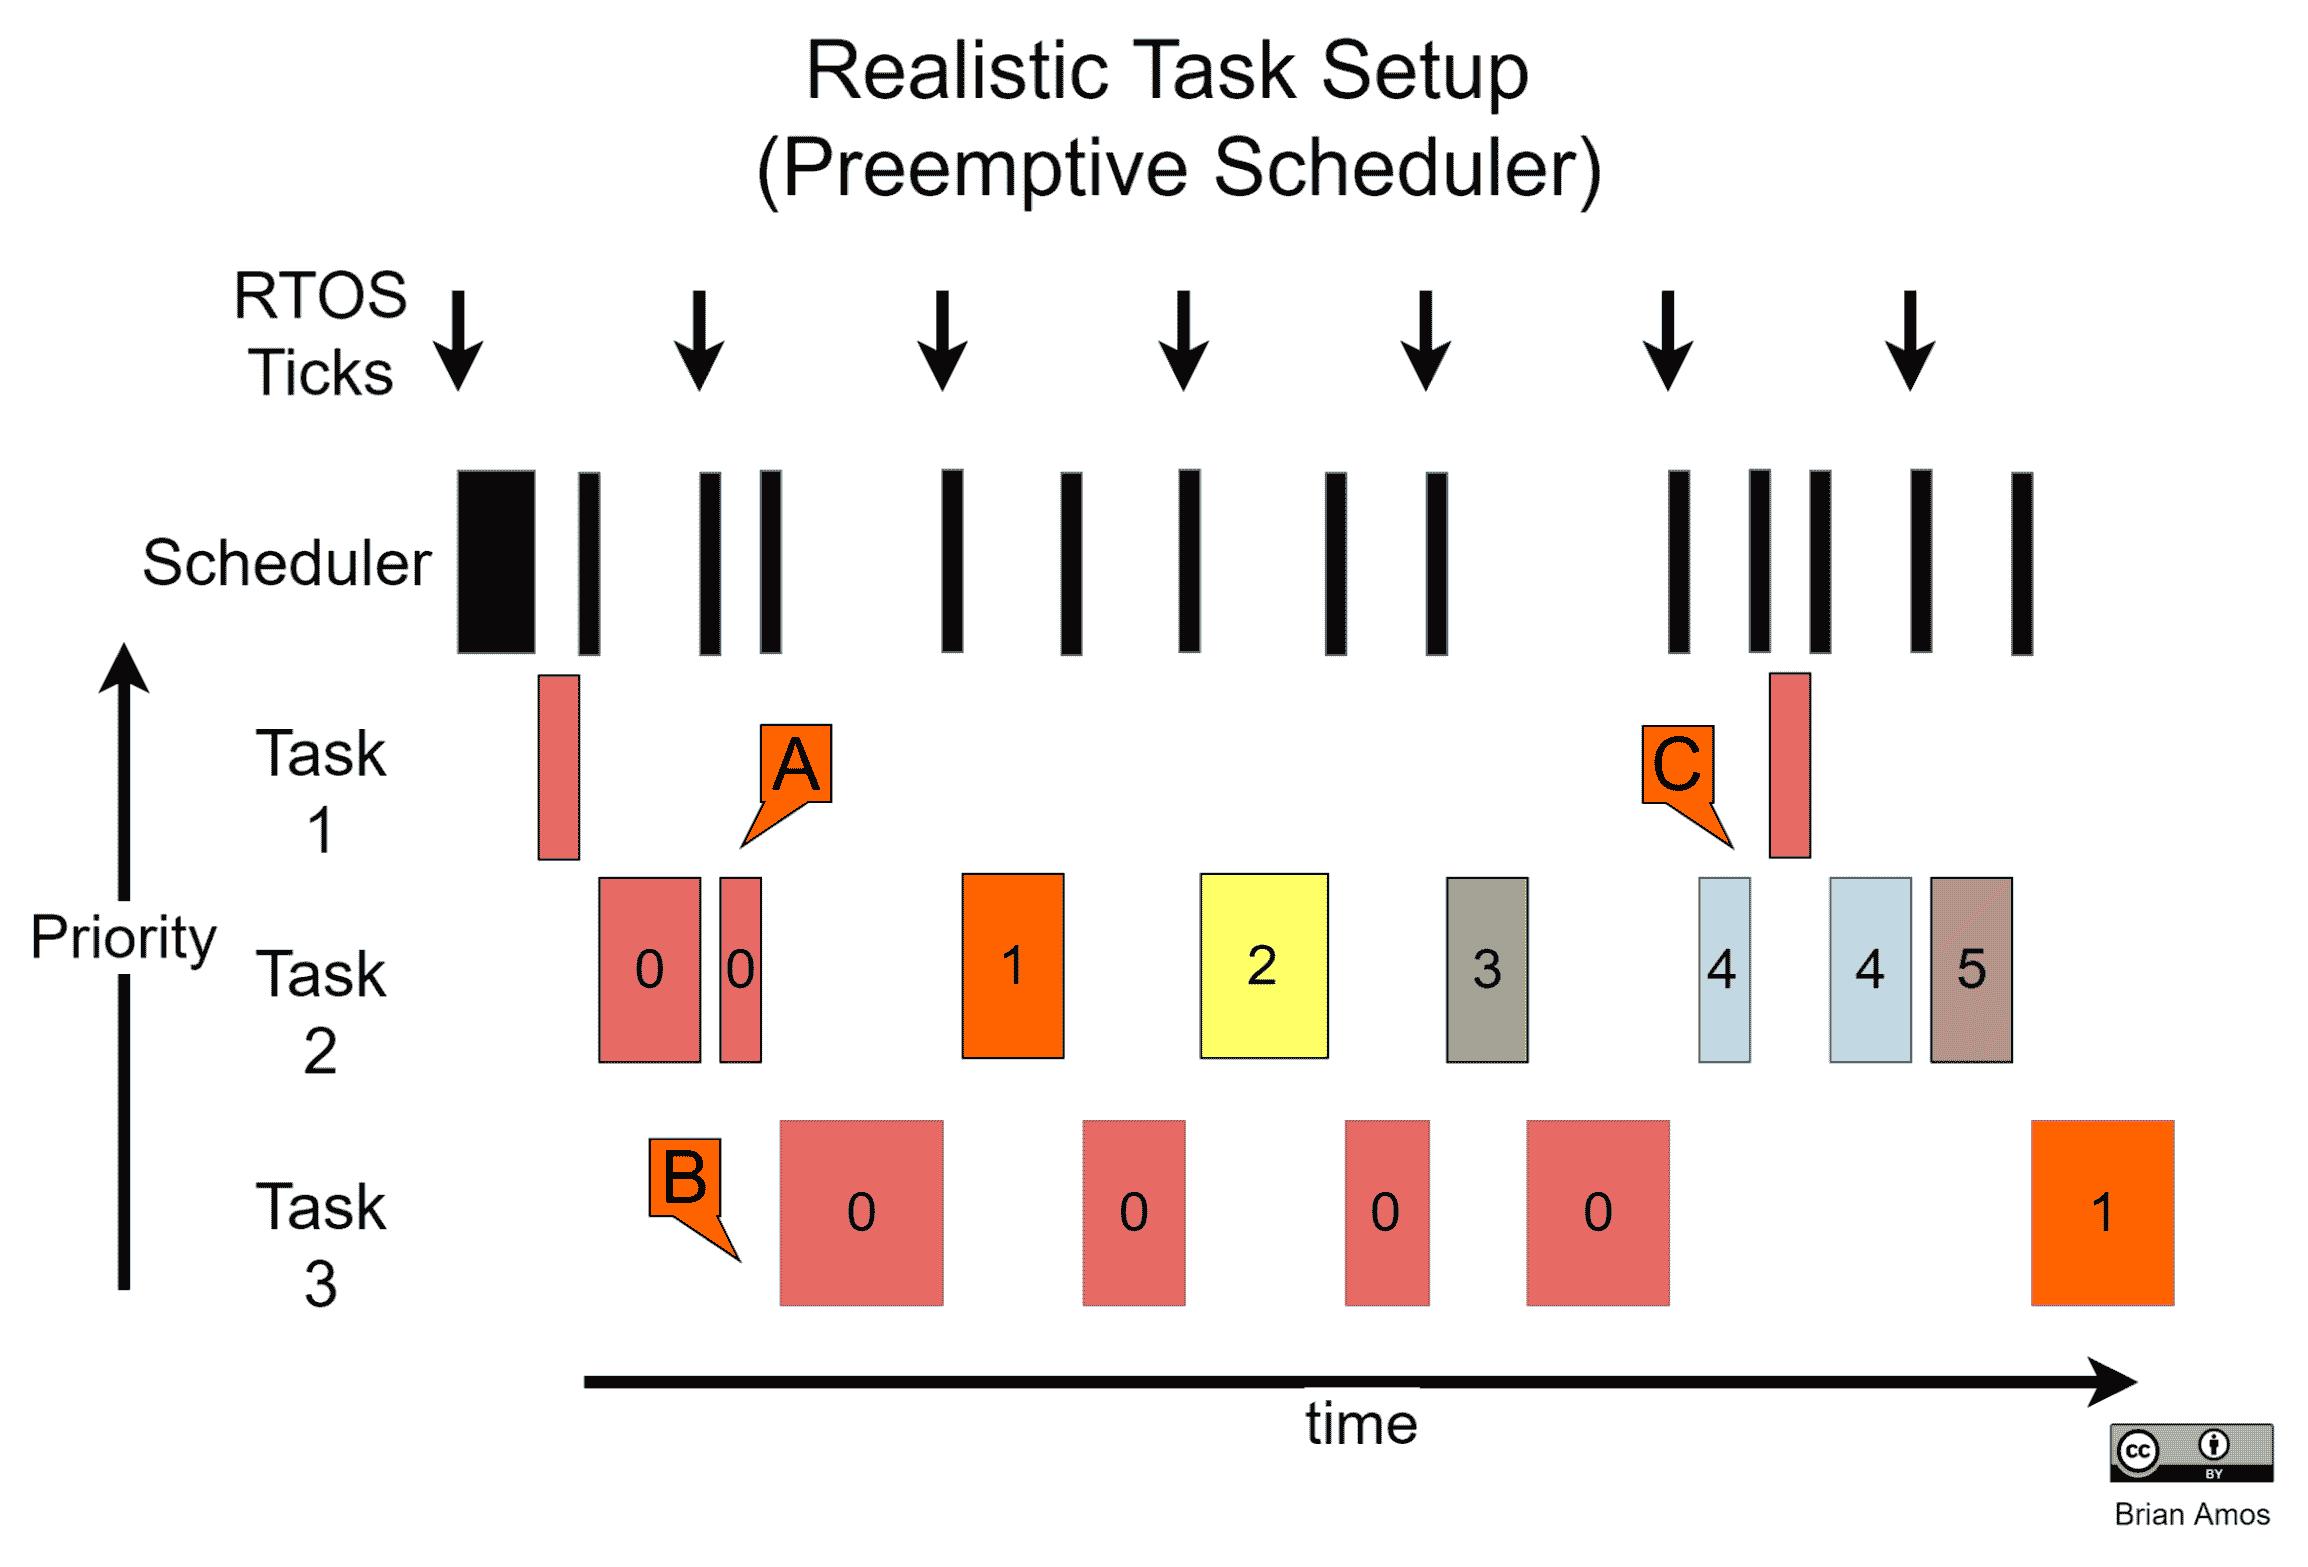 Realistic Task Setup
(Preemptive Scheduler)
RTOS
Ticks
Scheduler
Task
1
A
C
Priority
Task
2
0
0
1
2
3
4
4
5
B
Task
3
0
0
0
0
1
time
cc
BY
Brian Amos